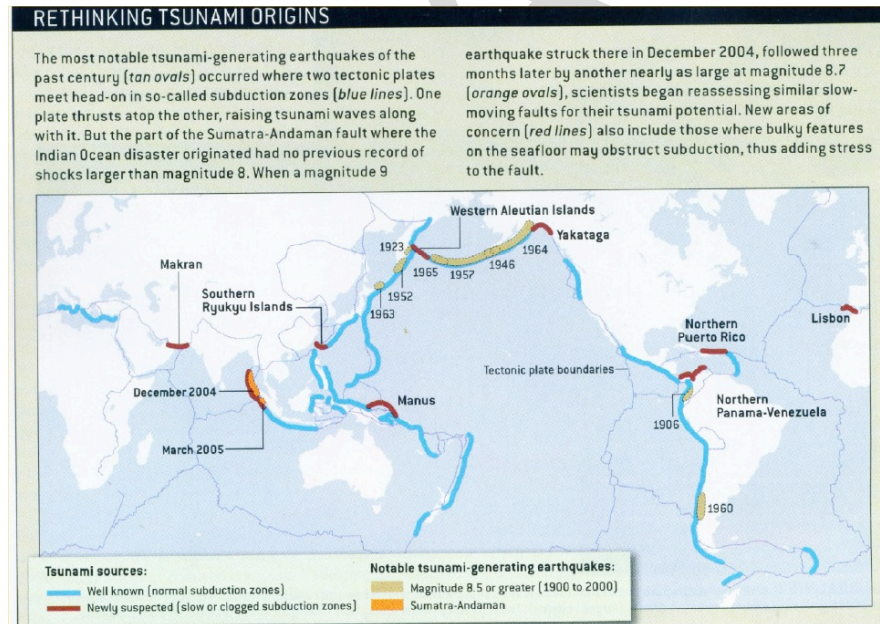 RETHINKING TSUNAMI ORIGINS
The most notable tsunami-generating earthquakes of the
past century (tan ovals) occurred where two tectonic plates
meet head-on in so-called subduction zones (blue lines). One
plate thrusts atop the other, raising tsunami waves along
with it. But the part of the Sumatra-Andaman fault where the
Indian Ocean disaster originated had no previous record of
shocks larger than magnitude 8. When a magnitude 9
earthquake struck there in December 2004, followed three
months later by another nearly as large at magnitude 8.7
(orange ovals), scientists began reassessing similar slow-
moving faults for their tsunami potential. New areas of
concern (red lines) also include those where bulky features
on the seafloor may obstruct subduction, thus adding stress
to the fault.
Western Aleutian Islands
1923
1964
Yakataga
Makran
1965
1957
1946
1952
Southern
Ryukyu Islands
1963
Lisbon
Northern
Puerto Rico
Tectonic plate boundaries
December 2004
Manus
Northern
Panama-Venezuela
1906
March 2005
1960
Tsunami sources:
Well known (normal subduction zones)
Newly suspected (slow or clogged subduction zones)
Notable tsunami-generating earthquakes:
Magnitude 8.5 or greater (1900 to 2000)
Sumatra-Andaman